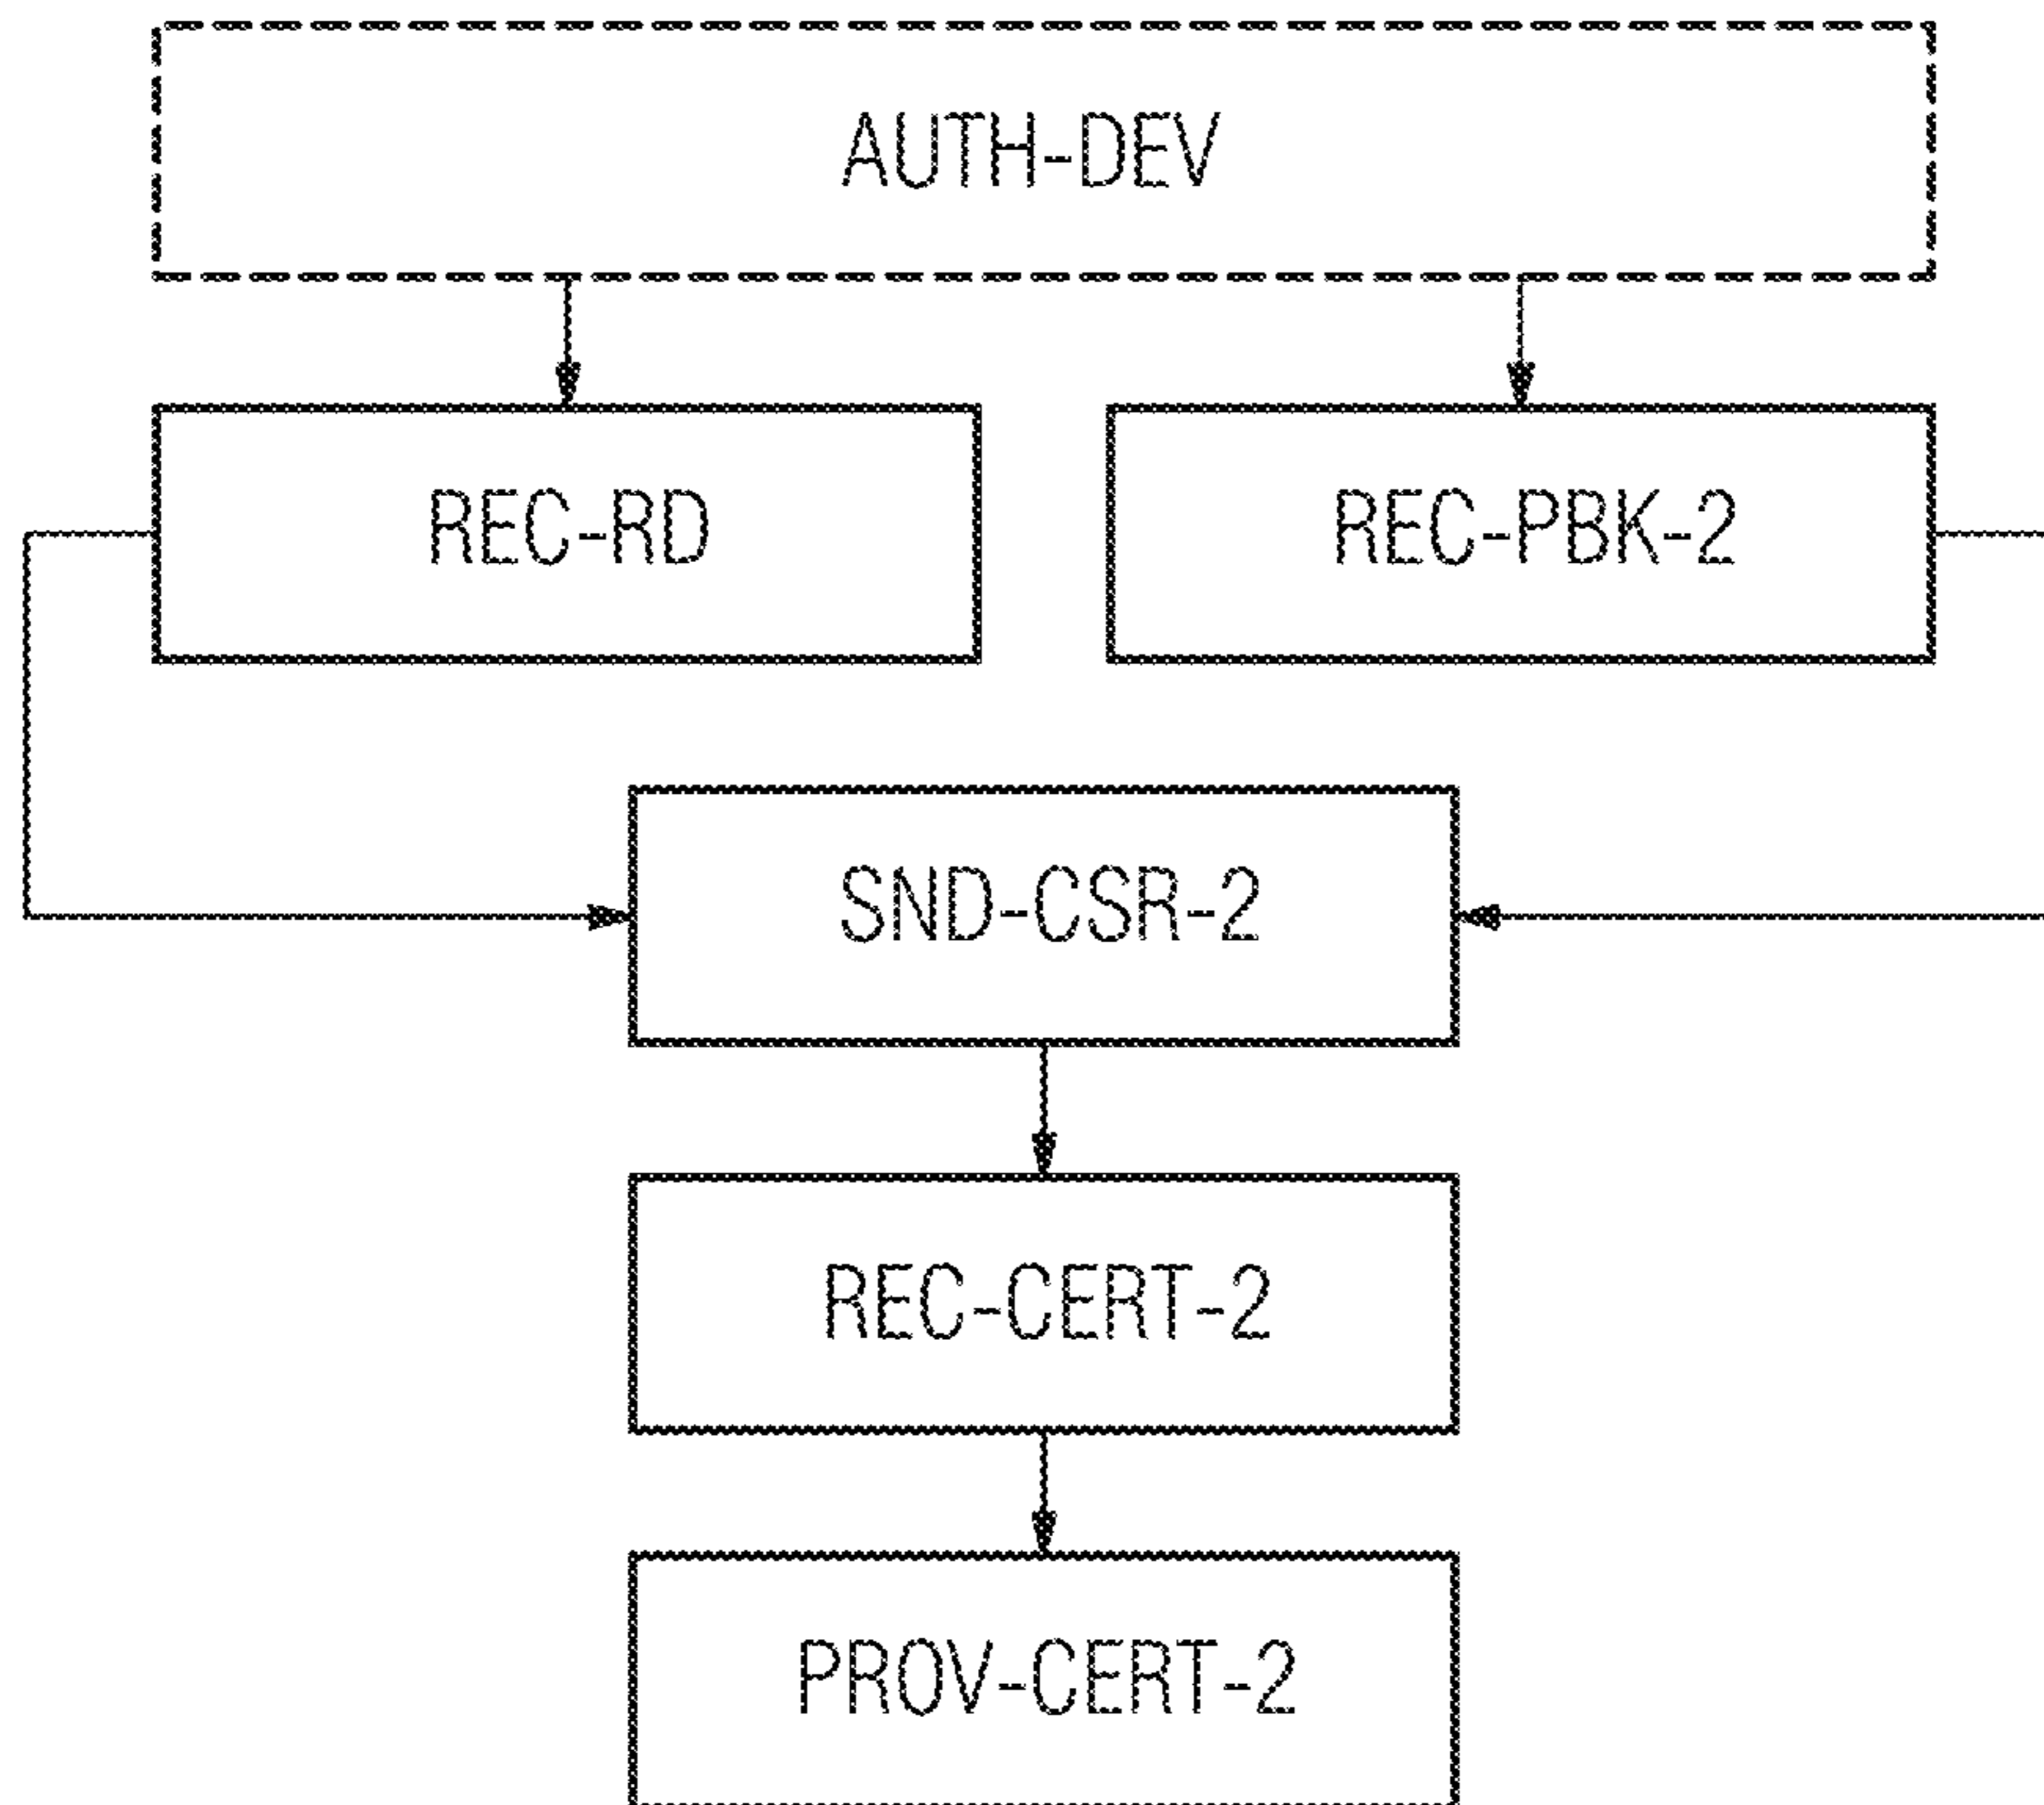 AUTH-DEV
REC-RD
REC-PBK-2
SND-CSR-2
REC-CERT-2
PROV-CERT-2